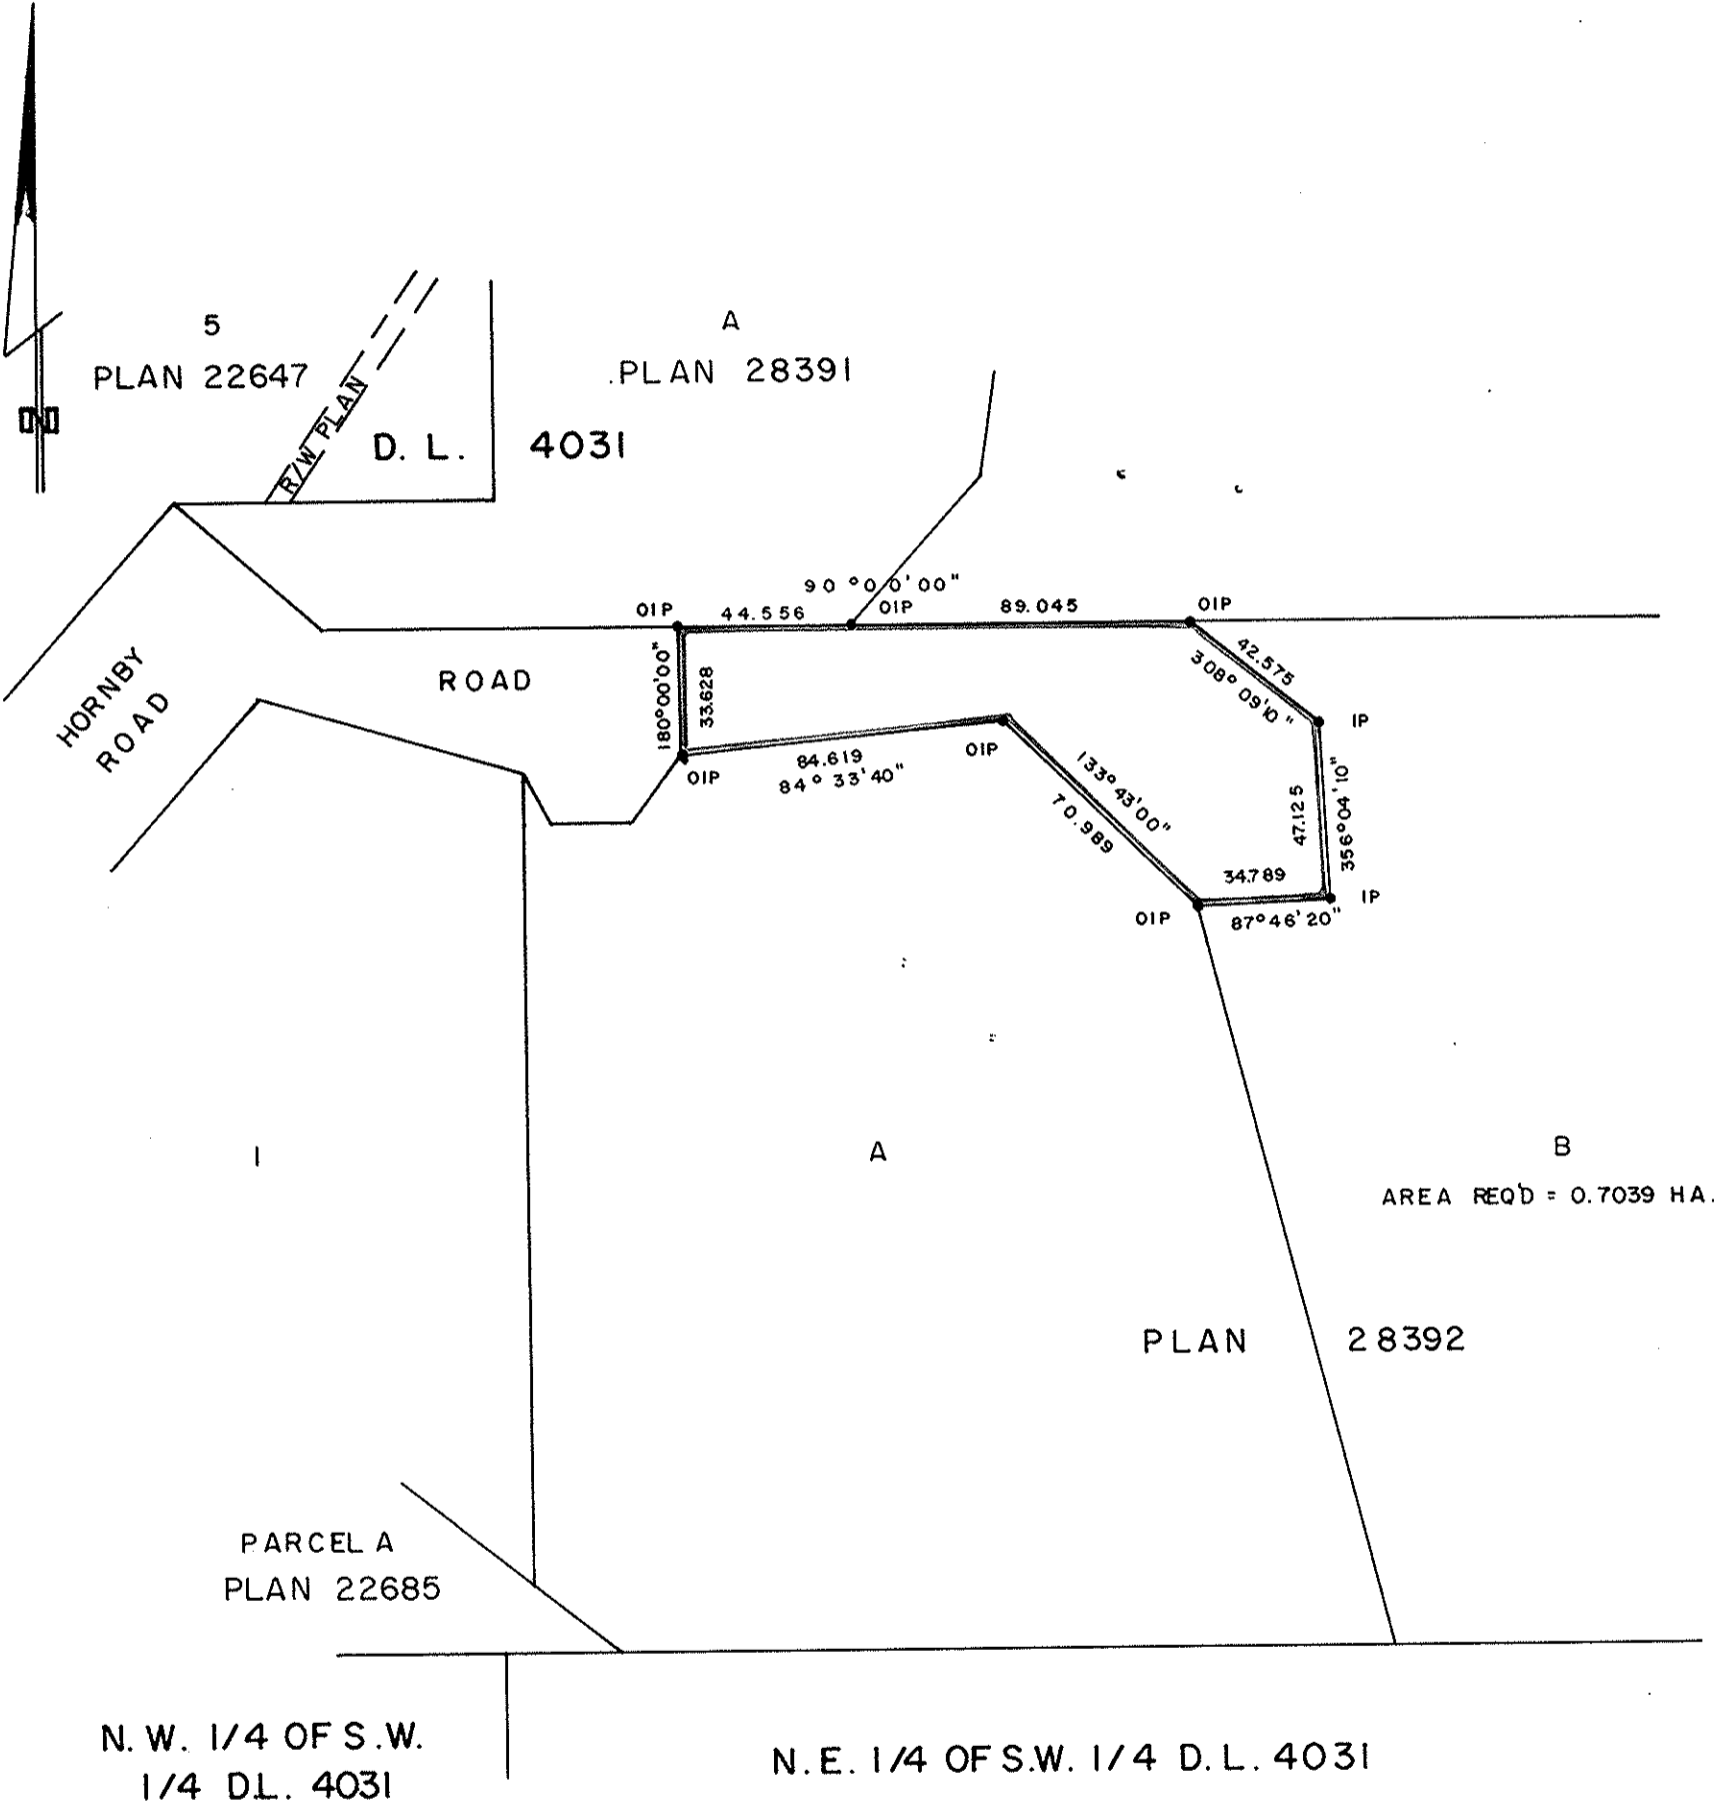 5
PLAN 22647
A
PLAN 28391
R/W PLAN
D. L. 4031
N
90°00'00"
OIP
44.556
OIP
89.045
OIP
HORNBY
ROAD
ROAD
180°00'00"
33.628
42.575
308° 09'10"
IP
OIP
84.619
84° 33'40"
OIP
133° 43'00"
70.989
47.125
356°04'10"
34.789
OIP
87°46'20"
IP
1
A
B
AREA REQ'D = 0.7039 HA.
PLAN 28392
PARCEL A
PLAN 22685
N. W. 1/4 OF S.W.
1/4 D.L. 4031
N. E. 1/4 OF S.W. 1/4 D. L. 4031